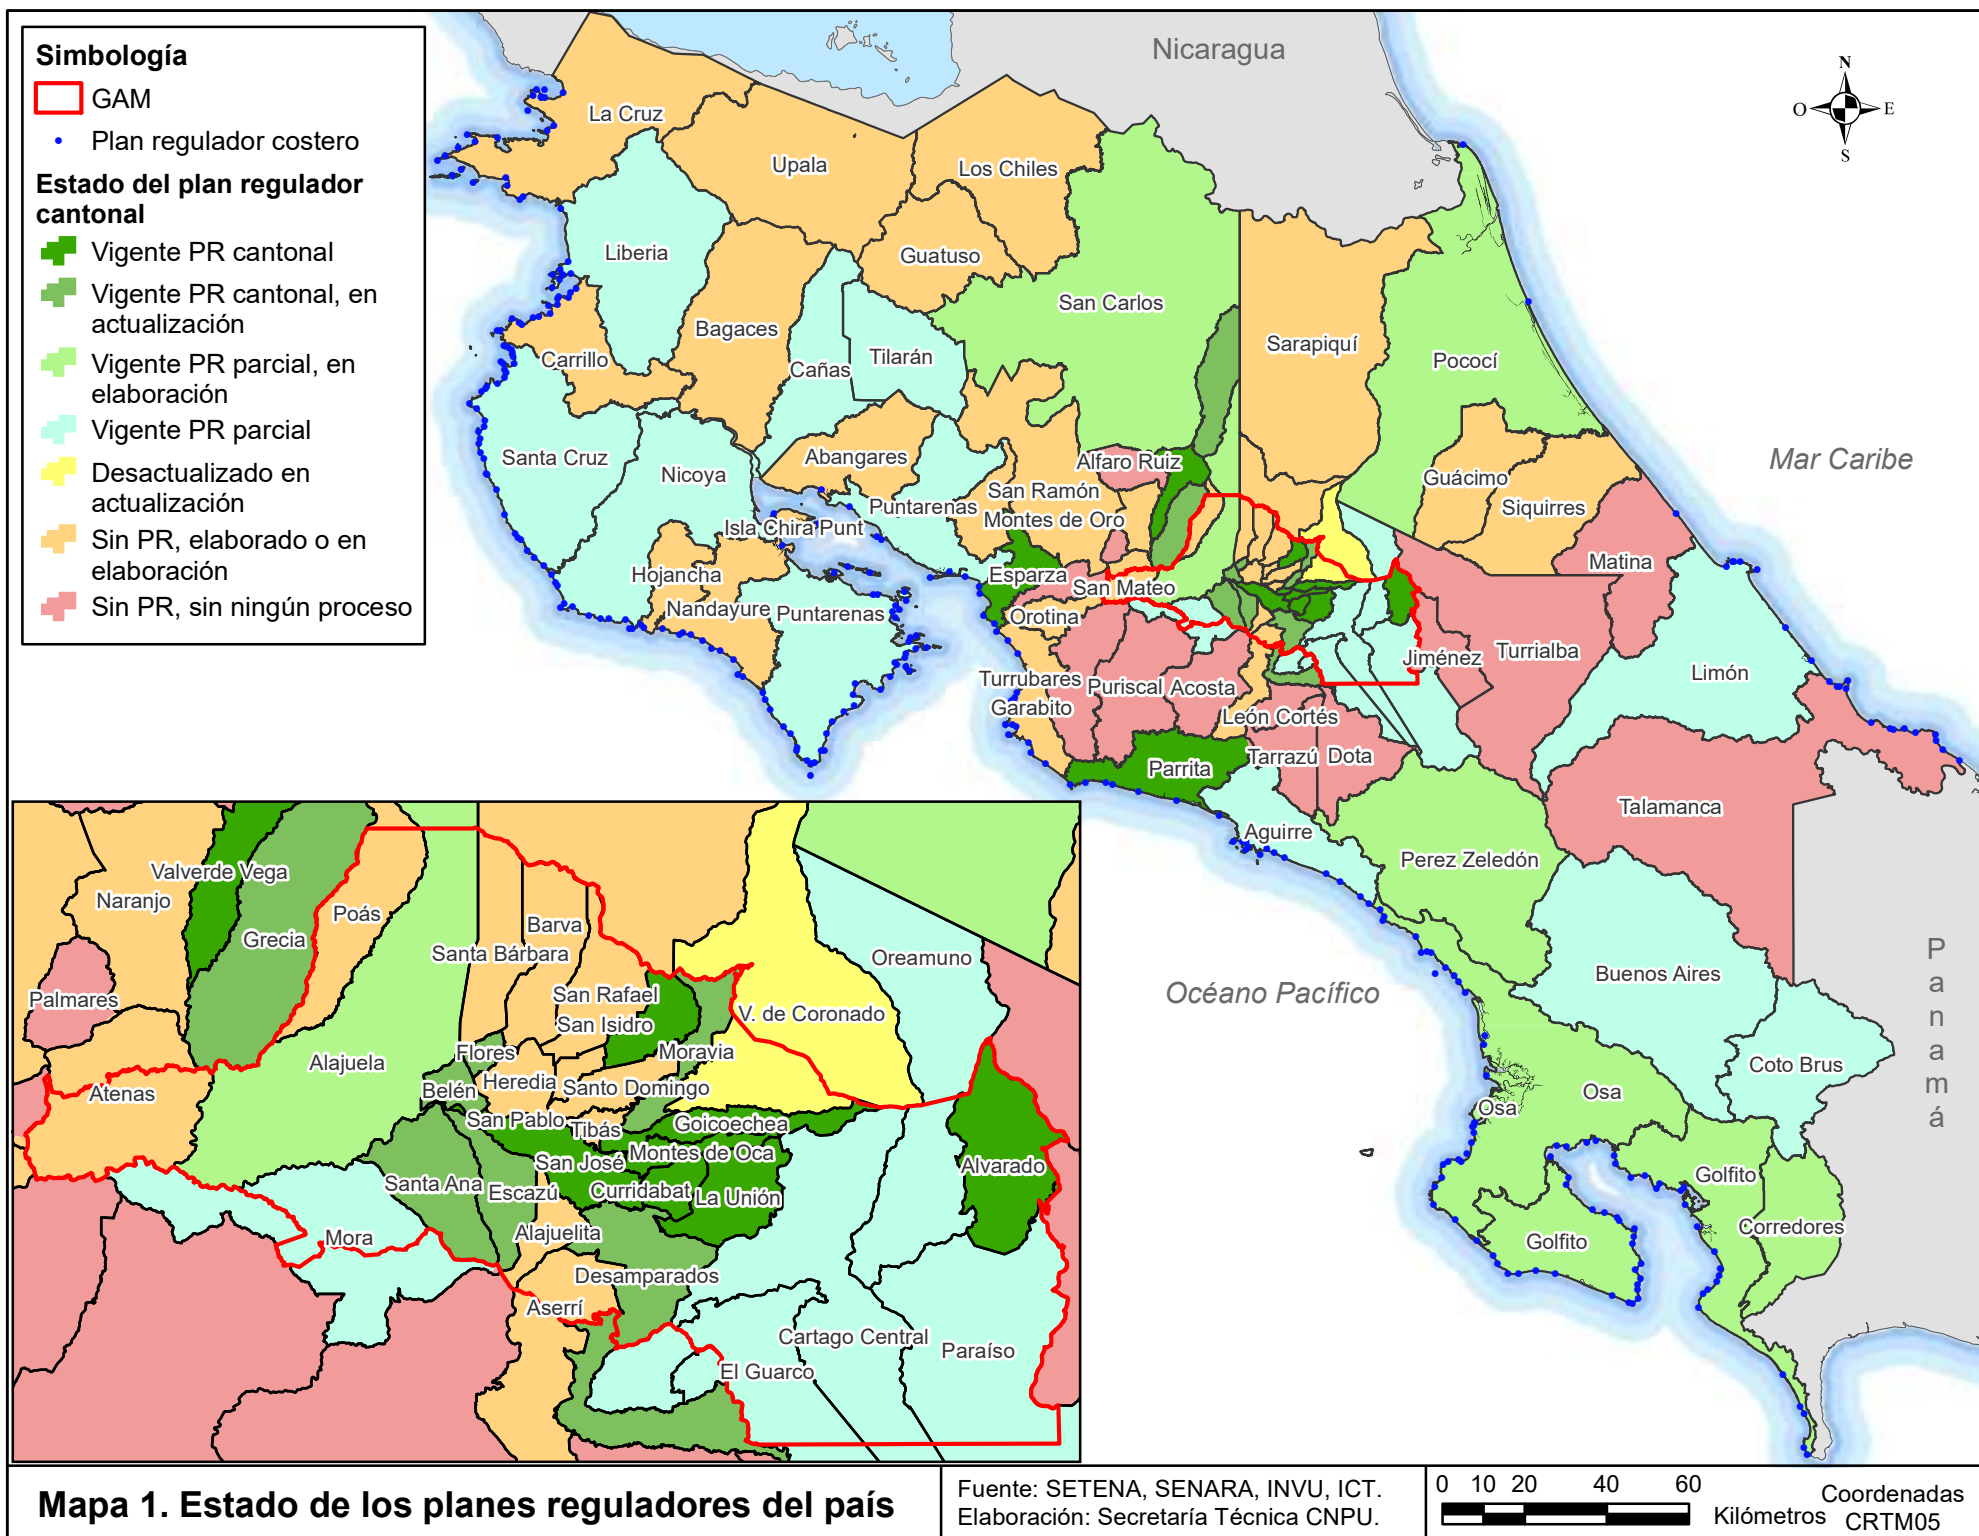 Simbología
GAM
Plan regulador costero
Estado del plan regulador
cantonal
Vigente PR cantonal
Vigente PR cantonal, en
actualización
Vigente PR parcial, en
elaboración
Vigente PR parcial
Desactualizado en
actualización
Sin PR, elaborado o en
elaboración
Sin PR, sin ningún proceso
Nicaragua
N
O
E
S
La Cruz
Upala
Los Chiles
Liberia
Guatuso
San Carlos
Bagaces
Sarapiquí
Carrillo
Cañas
Tilarán
Pococí
Santa Cruz
Nicoya
Abangares
Alfaro Ruiz
Mar Caribe
Guácimo
San Ramón
Puntarenas
Siquirres
Montes de Oro
Isla Chira Punt
Matina
Hojancha
Esparza
San Mateo
Nandayure
Puntarenas
Orotina
Turrialba
Jiménez
Limón
Turrubares
Puriscal
Acosta
Garabito
León Cortés
Tarrazú
Dota
Parrita
Talamanca
Aguirre
Perez Zeledón
Buenos Aires
Océano Pacífico
P
a
n
a
m
á
Coto Brus
Osa
Osa
Golfito
Corredores
Golfito
Valverde Vega
Naranjo
Poás
Grecia
Barva
Santa Bárbara
Oreamuno
Palmares
San Rafael
V. de Coronado
San Isidro
Flores
Moravia
Alajuela
Heredia
Santo Domingo
Belén
Atenas
San Pablo
Tibás
Goicoechea
San José
Montes de Oca
Alvarado
Santa Ana
Escazú
Curridabat
La Unión
Mora
Alajuelita
Desamparados
Aserrí
Cartago Central
Paraíso
El Guarco
Mapa 1. Estado de los planes reguladores del país
Fuente: SETENA, SENARA, INVU, ICT.
Elaboración: Secretaría Técnica CNPU.
0 10 20 40 60
Kilómetros
Coordenadas
CRTM05